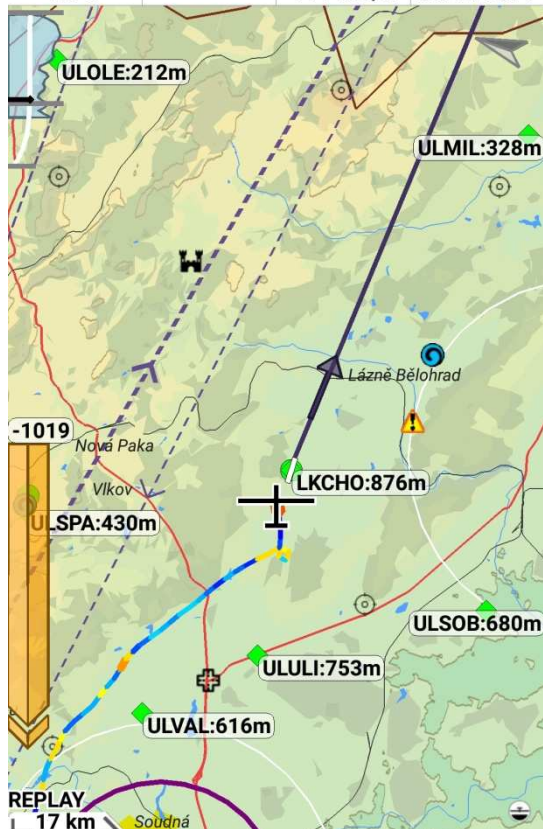 ULOLE:212m
ULMIL:328m
Lázně Bělohrad
-1019
Nová Paka
LKCHO:876m
Vlkov
ULSPA:430m
ULSOB:680m
ULULI:753m
ULVAL:616m
REPLAY
17 km
Soudná